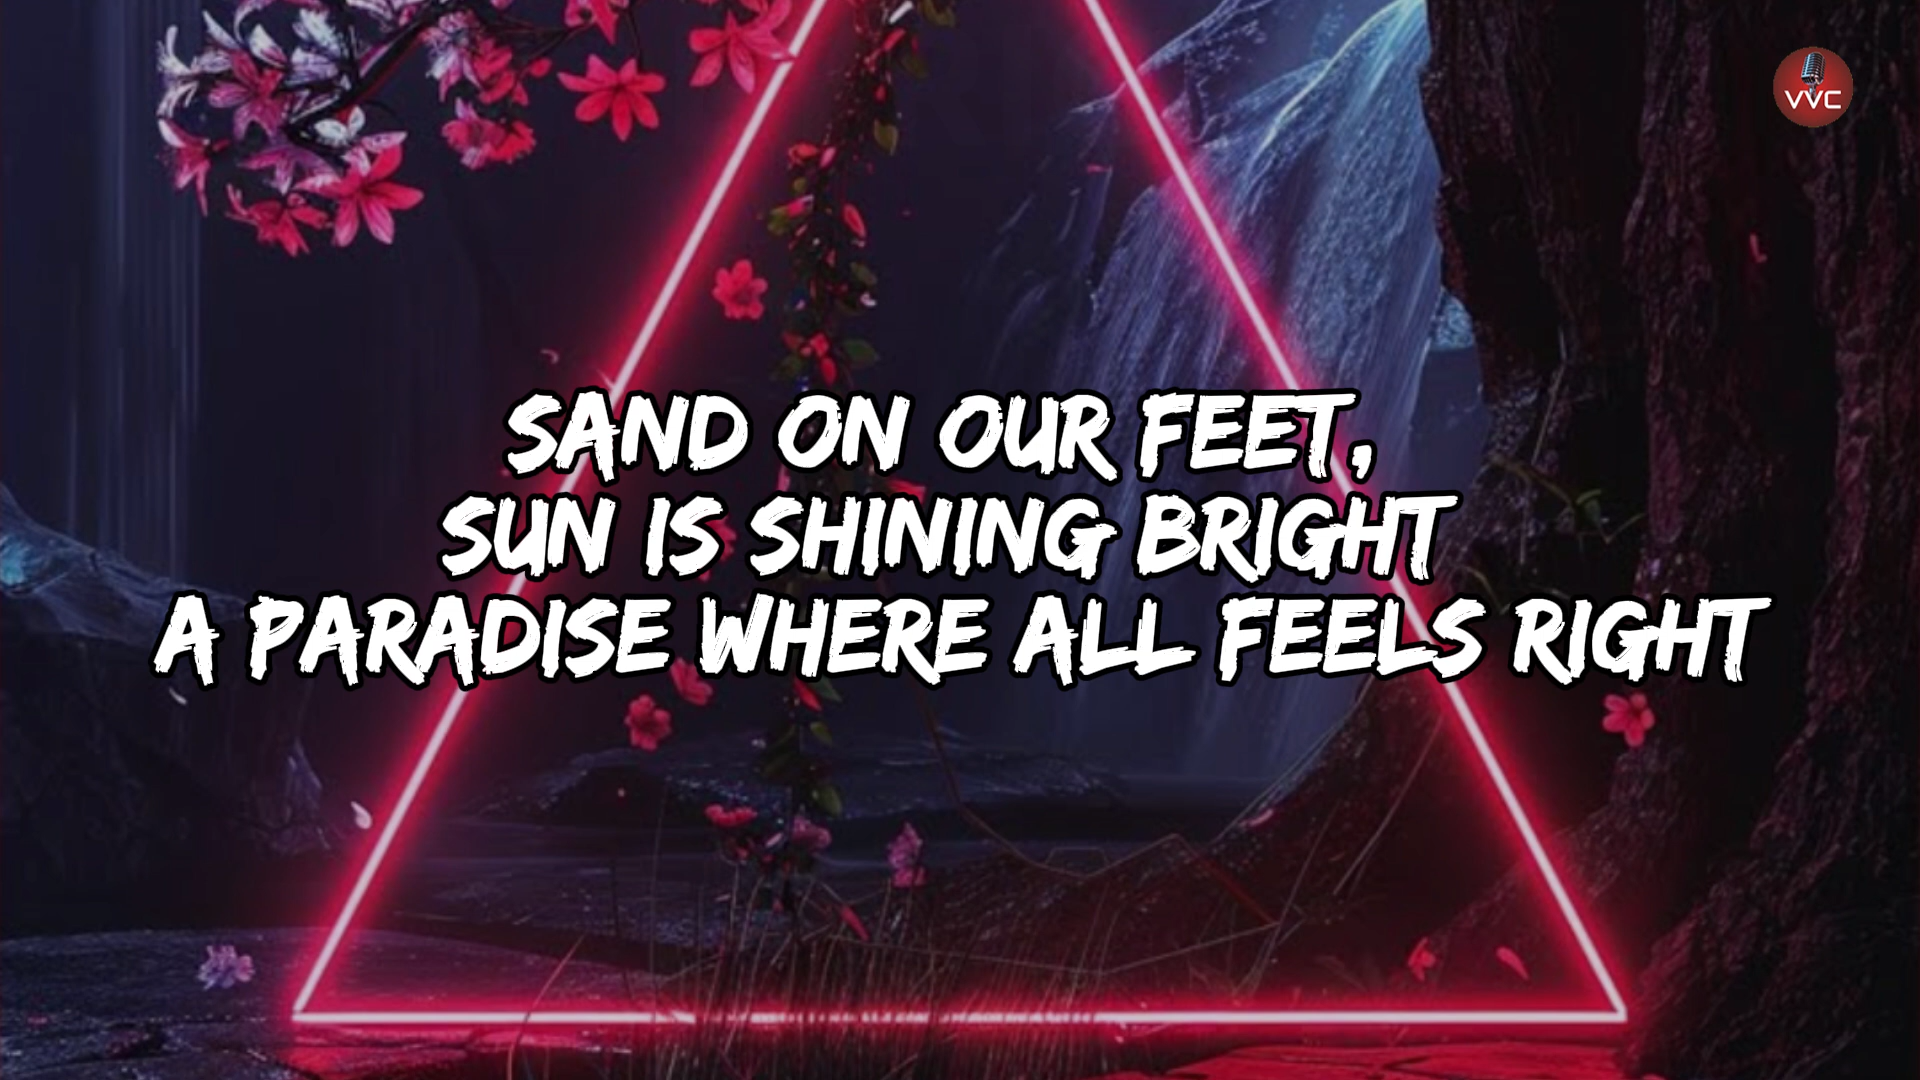 VVC
SAND ON OUR FEET,
SUN IS SHINING BRIGHT
A PARADISE WHERE ALL FEELS RIGHT